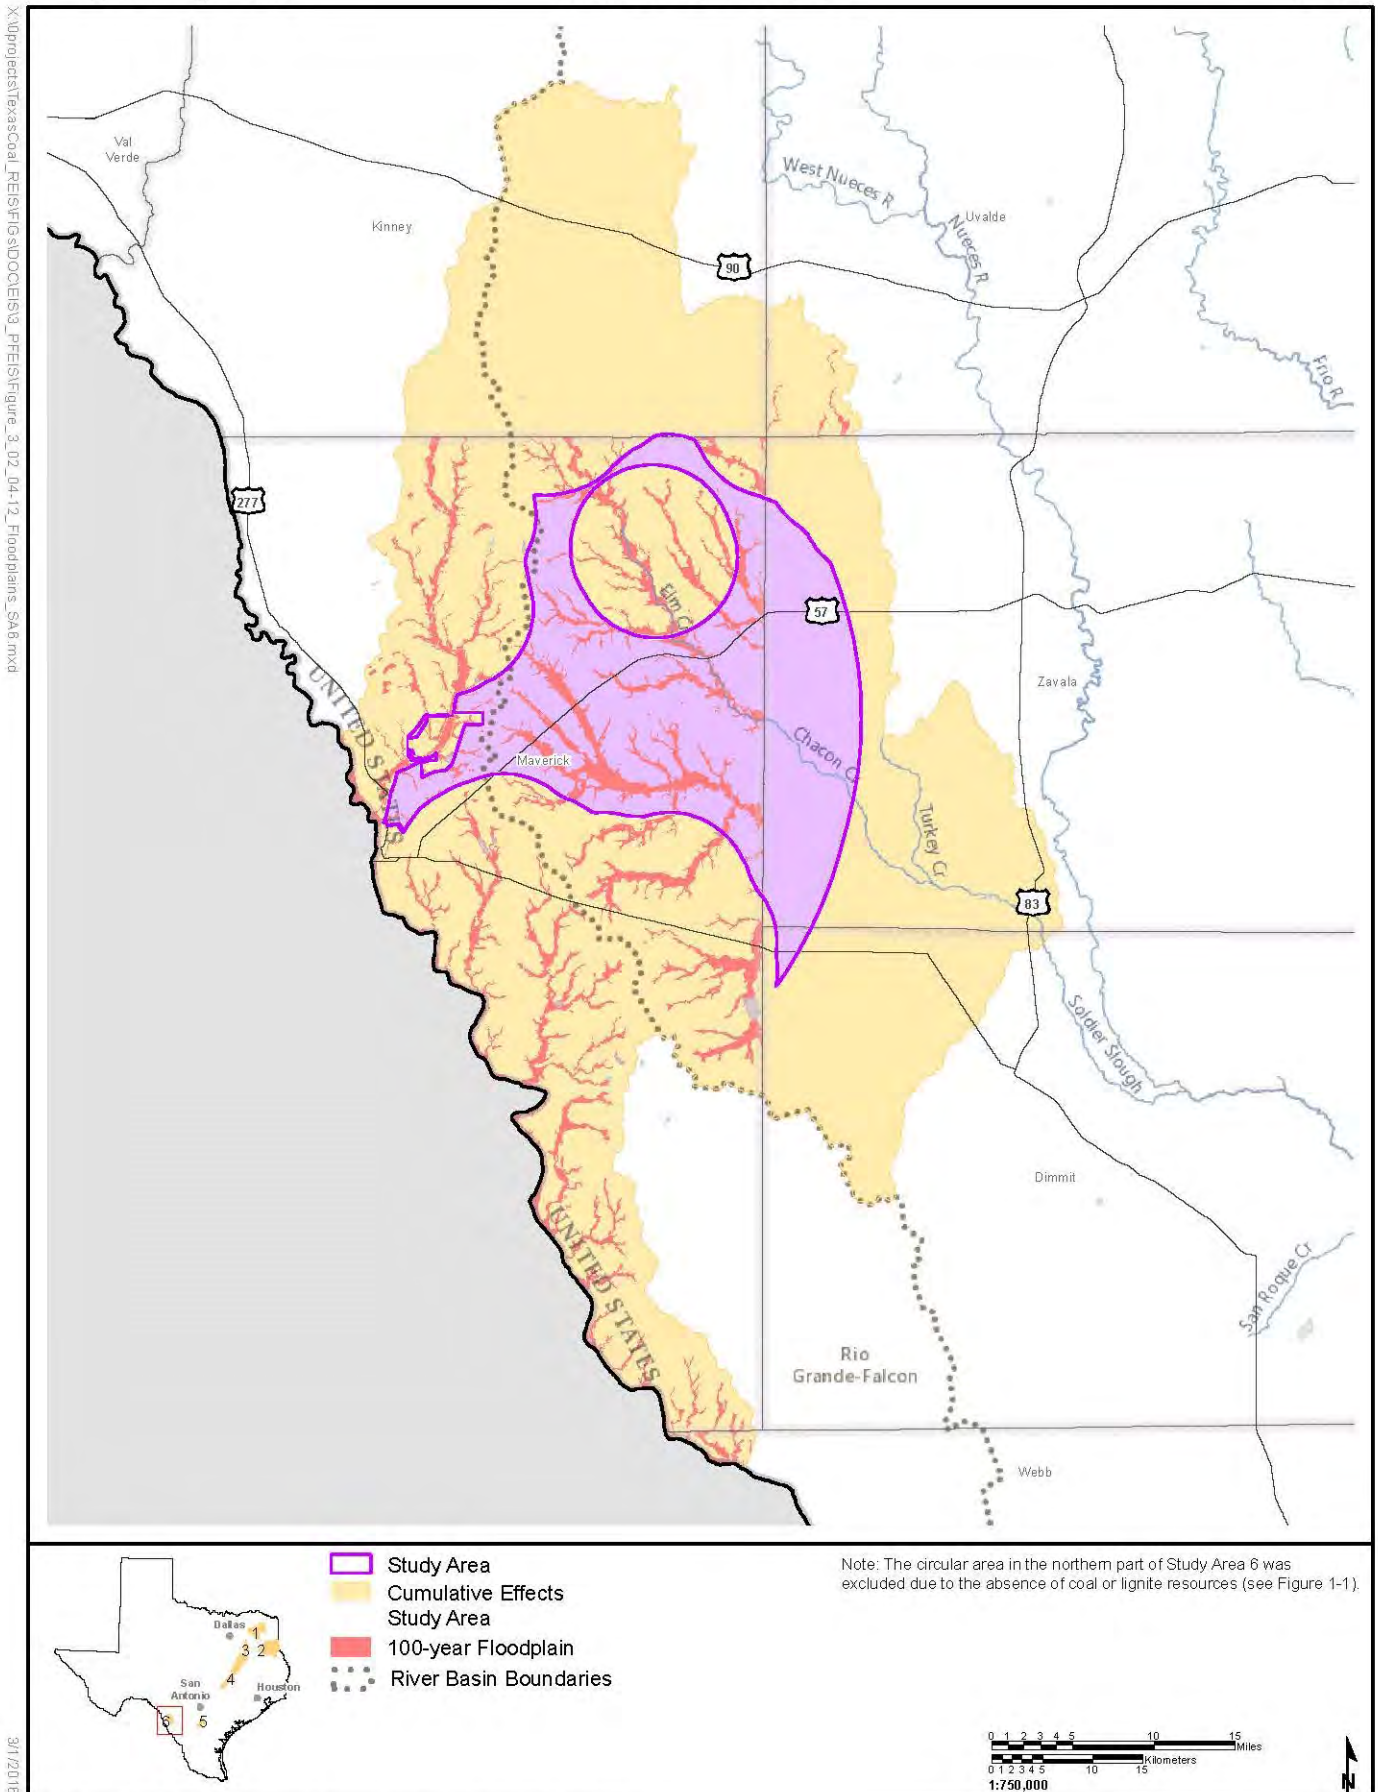 X:\0projects\TexasCoal_REIS\FIGs\DOC\EIS\3_PFEIS\Figure_3_02_04-12_Floodplains_SA6.mxd
Val
Verde
Kinney
West Nueces R
Nueces R
Uvalde
90
Frio R
277
Elm Cr
57
UNITED STATES
Zavala
Maverick
Chacon Cr
Turkey Cr
83
Soldier Slough
Dimmit
UNITED STATES
San Roque Cr
Rio
Grande-Falcon
Webb
Dallas
1
3 2
4
San
Antonio
Houston
6
5
Study Area
Cumulative Effects
Study Area
100-year Floodplain
River Basin Boundaries
Note: The circular area in the northern part of Study Area 6 was
excluded due to the absence of coal or lignite resources (see Figure 1-1).
0 1 2 3 4 5 10 15
Miles
Kilometers
0 1 2 3 4 5 10 15
1:750,000
N
3/1/2016